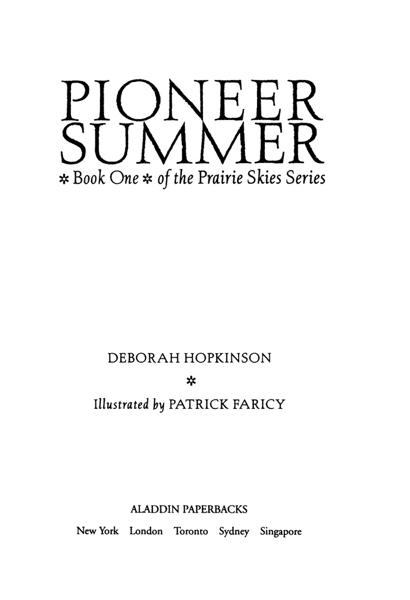 PIONEER
SUMMER
✲ Book One ✲ of the Prairie Skies Series
DEBORAH HOPKINSON
✲
Illustrated by PATRICK FARICY
ALADDIN PAPERBACKS
New York London Toronto Sydney Singapore